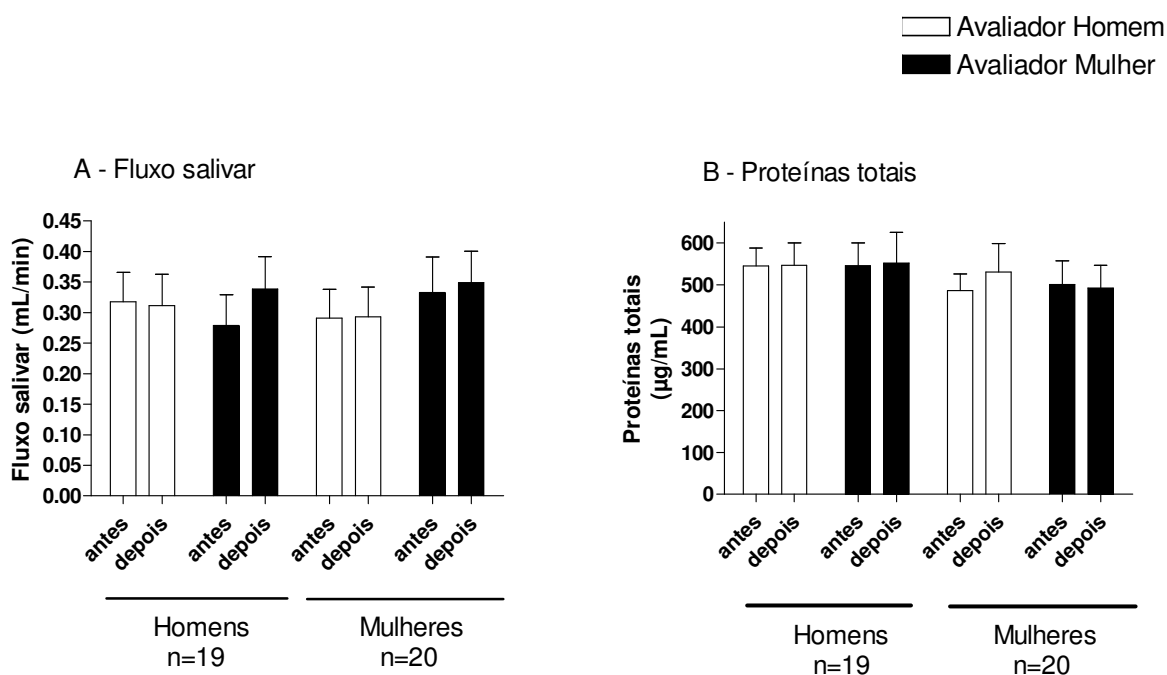 Avaliador Homem
Avaliador Mulher
A - Fluxo salivar
Fluxo salivar (mL/min)
0.45
0.40
0.35
0.30
0.25
0.20
0.15
0.10
0.05
0.00
antes
depois
antes
depois
antes
depois
antes
depois
Homens
n=19
Mulheres
n=20
B - Proteínas totais
Proteínas totais
(µg/mL)
600
500
400
300
200
100
0
antes
depois
antes
depois
antes
depois
antes
depois
Homens
n=19
Mulheres
n=20